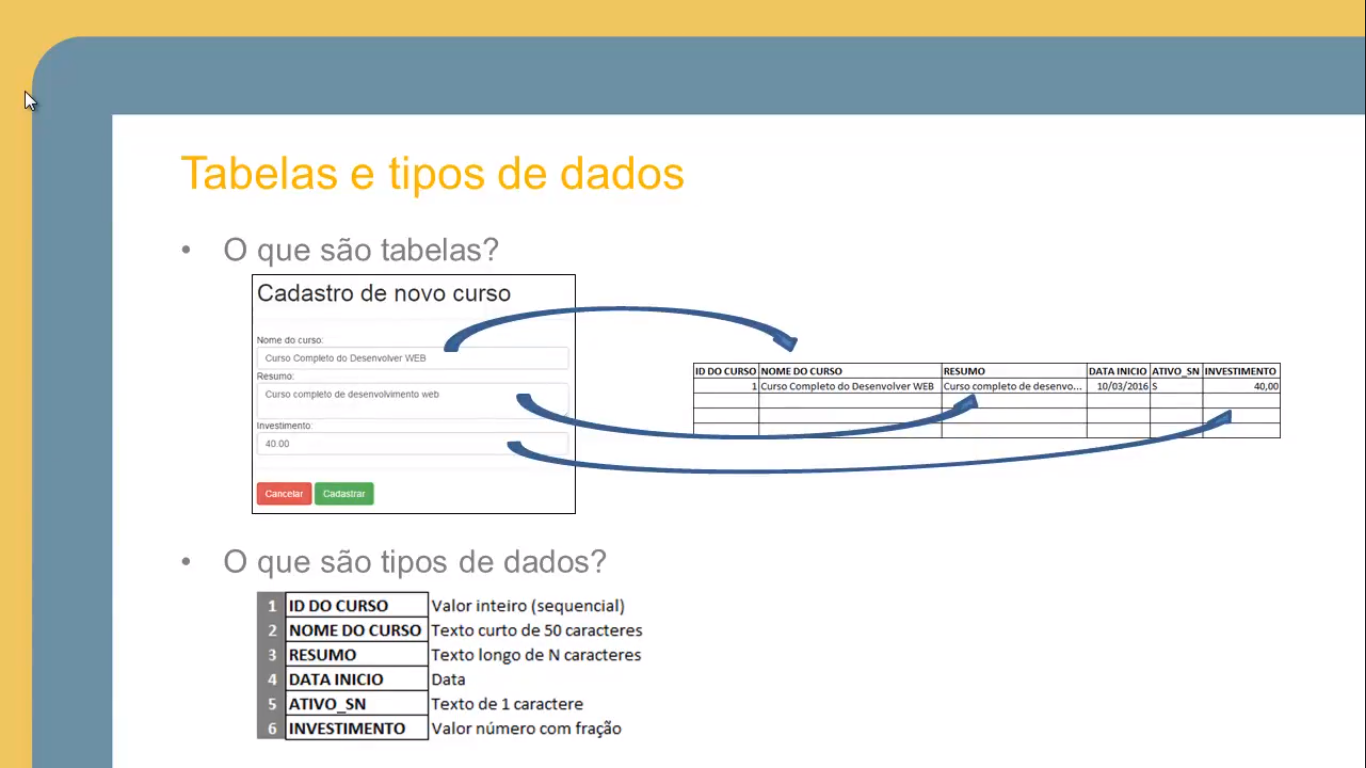 Tabelas e tipos de dados
• O que são tabelas?
Cadastro de novo curso
Nome do curso:
Curso Completo do Desenvolver WEB
Resumo:
Curso completo de desenvolvimento web
Investimento:
40.00
Cancelar Cadastrar
ID DO CURSO NOME DO CURSO RESUMO DATA INICIO ATIVO_SN INVESTIMENTO
1 Curso Completo do Desenvolver WEB Curso completo de desenvo... 10/03/2016 S 40,00
• O que são tipos de dados?
1 ID DO CURSO Valor inteiro (sequencial)
2 NOME DO CURSO Texto curto de 50 caracteres
3 RESUMO Texto longo de N caracteres
4 DATA INICIO Data
5 ATIVO_SN Texto de 1 caractere
6 INVESTIMENTO Valor número com fração